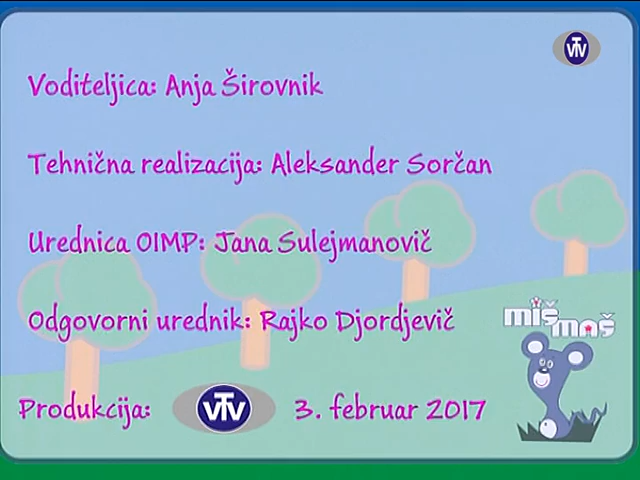 VTV
Voditeljica: Anja Širovnik
Tehnična realizacija: Aleksander Sorčan
Urednica OIMP: Jana Sulejmanovič
Odgovorni urednik: Rajko Djordjevič
miš
maš
Produkcija: VTV 3. februar 2017